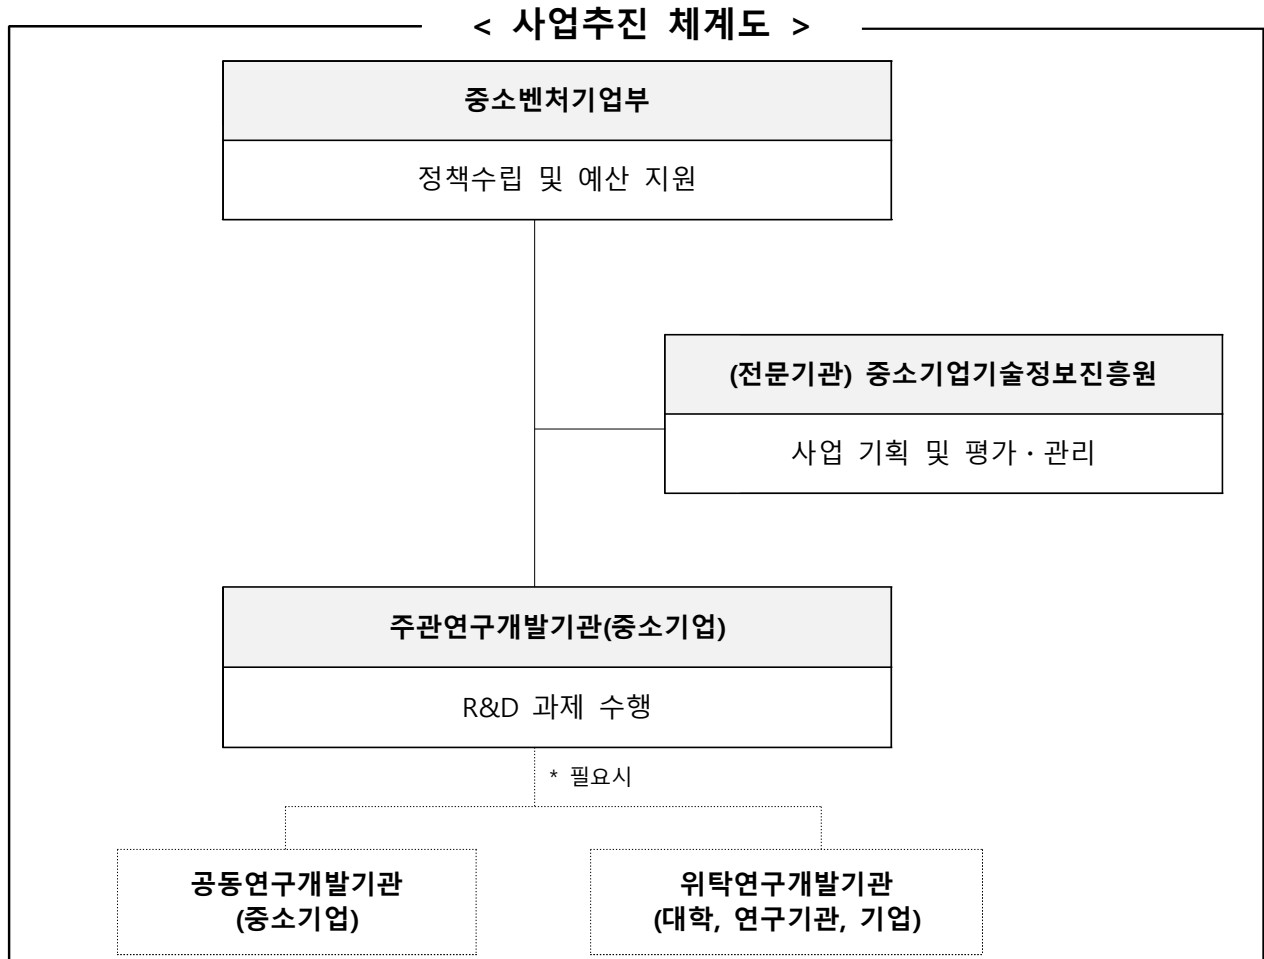 < 사업추진 체계도 >
중소벤처기업부
정책수립 및 예산 지원
(전문기관) 중소기업기술정보진흥원
사업 기획 및 평가·관리
주관연구개발기관(중소기업)
R&D 과제 수행
* 필요시
공동연구개발기관
(중소기업)
위탁연구개발기관
(대학, 연구기관, 기업)